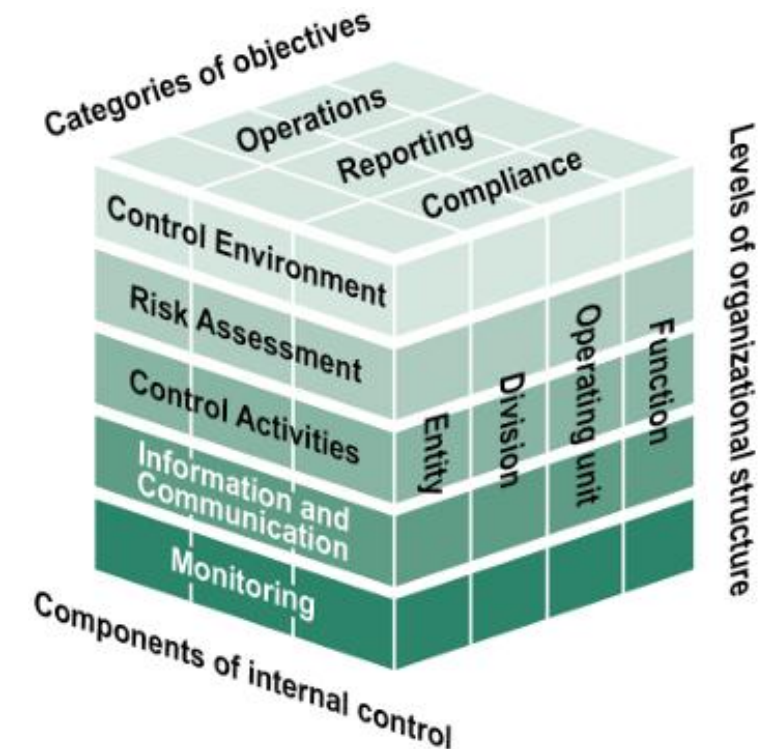 Categories of objectives
Operations
Reporting
Compliance
Control Environment
Risk Assessment
Control Activities
Information and
Communication
Monitoring
Components of internal control
Entity
Division
Operating unit
Function
Levels of organizational structure